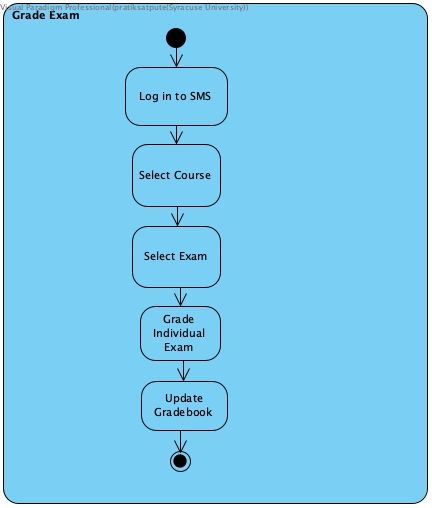 Visual Paradigm Professional(pratiksatpute(Syracuse University))
Grade Exam
Log in to SMS
Select Course
Select Exam
Grade
Individual
Exam
Update
Gradebook